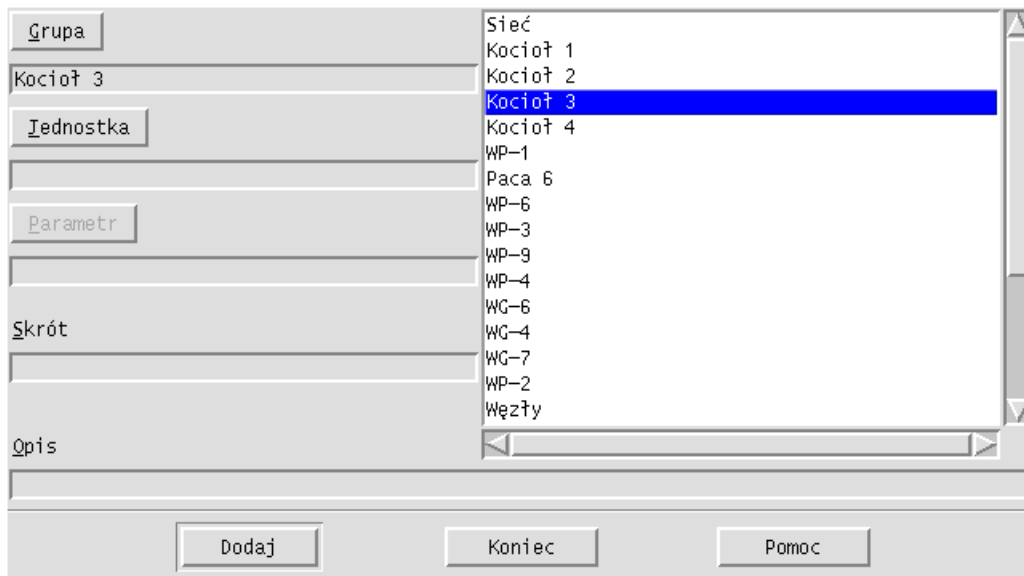 Grupa
Kocioł 3
Jednostka
Parametr
Skrót
Opis
Sieć
Kocioł 1
Kocioł 2
Kocioł 3
Kocioł 4
WP-1
Paca 6
WP-6
WP-3
WP-9
WP-4
WG-6
WG-4
WG-7
WP-2
Węzły
Dodaj
Koniec
Pomoc